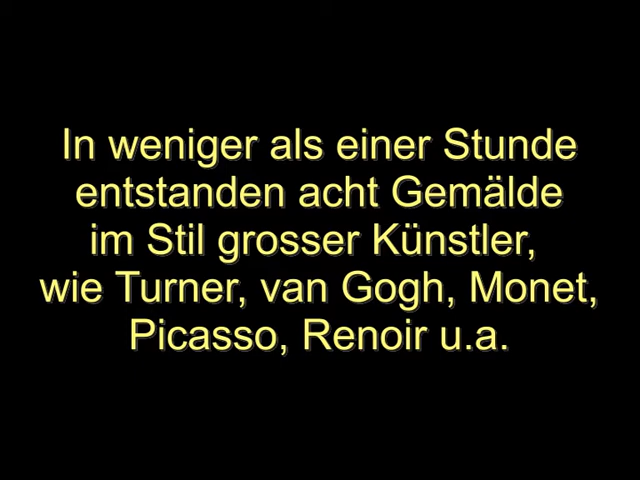 In weniger als einer Stunde
entstanden acht Gemälde
im Stil grosser Künstler,
wie Turner, van Gogh, Monet,
Picasso, Renoir u.a.